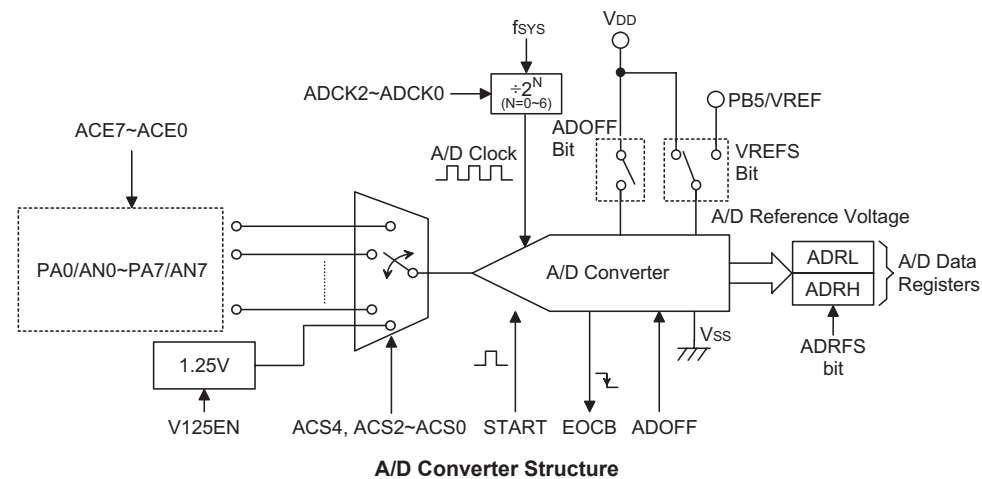 fSYS
VDD
ADCK2~ADCK0
÷2^N
(N=0~6)
PB5/VREF
ACE7~ACE0
ADOFF
Bit
VREFS
Bit
A/D Clock
A/D Reference Voltage
PA0/AN0~PA7/AN7
A/D Converter
ADRL
ADRH
A/D Data
Registers
1.25V
VSS
ADRFS
bit
V125EN
ACS4, ACS2~ACS0
START
EOCB
ADOFF
A/D Converter Structure